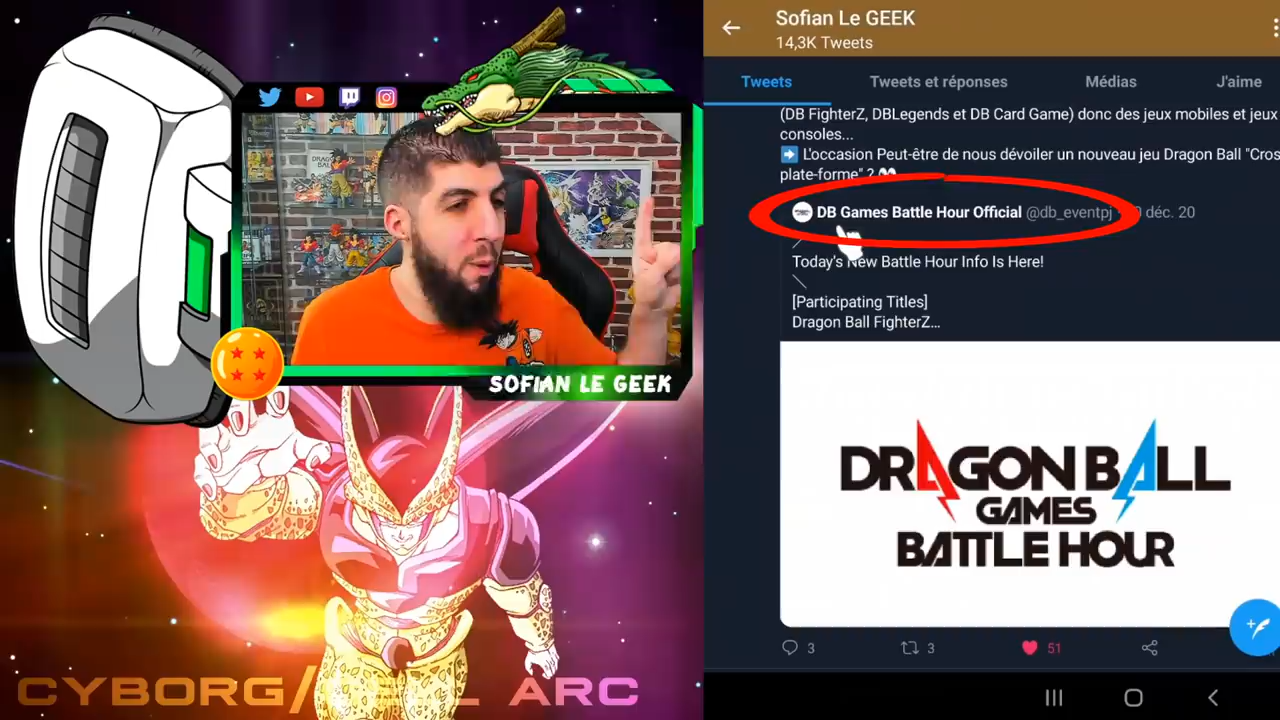 SOFIAN LE GEEK
CYBORG/CELL ARC
Sofian Le GEEK
14,3K Tweets
Tweets
Tweets et réponses
Médias
J'aime
(DB FighterZ, DBLegends et DB Card Game) donc des jeux mobiles et jeux
consoles...
➡ L'occasion Peut-être de nous dévoiler un nouveau jeu Dragon Ball "Cros
plate-forme" ? 👀
DB Games Battle Hour Official @db_eventpj déc. 20
Today's New Battle Hour Info Is Here!
[Participating Titles]
Dragon Ball FighterZ...
DRAGON BALL
GAMES
BATTLE HOUR
3
3
51